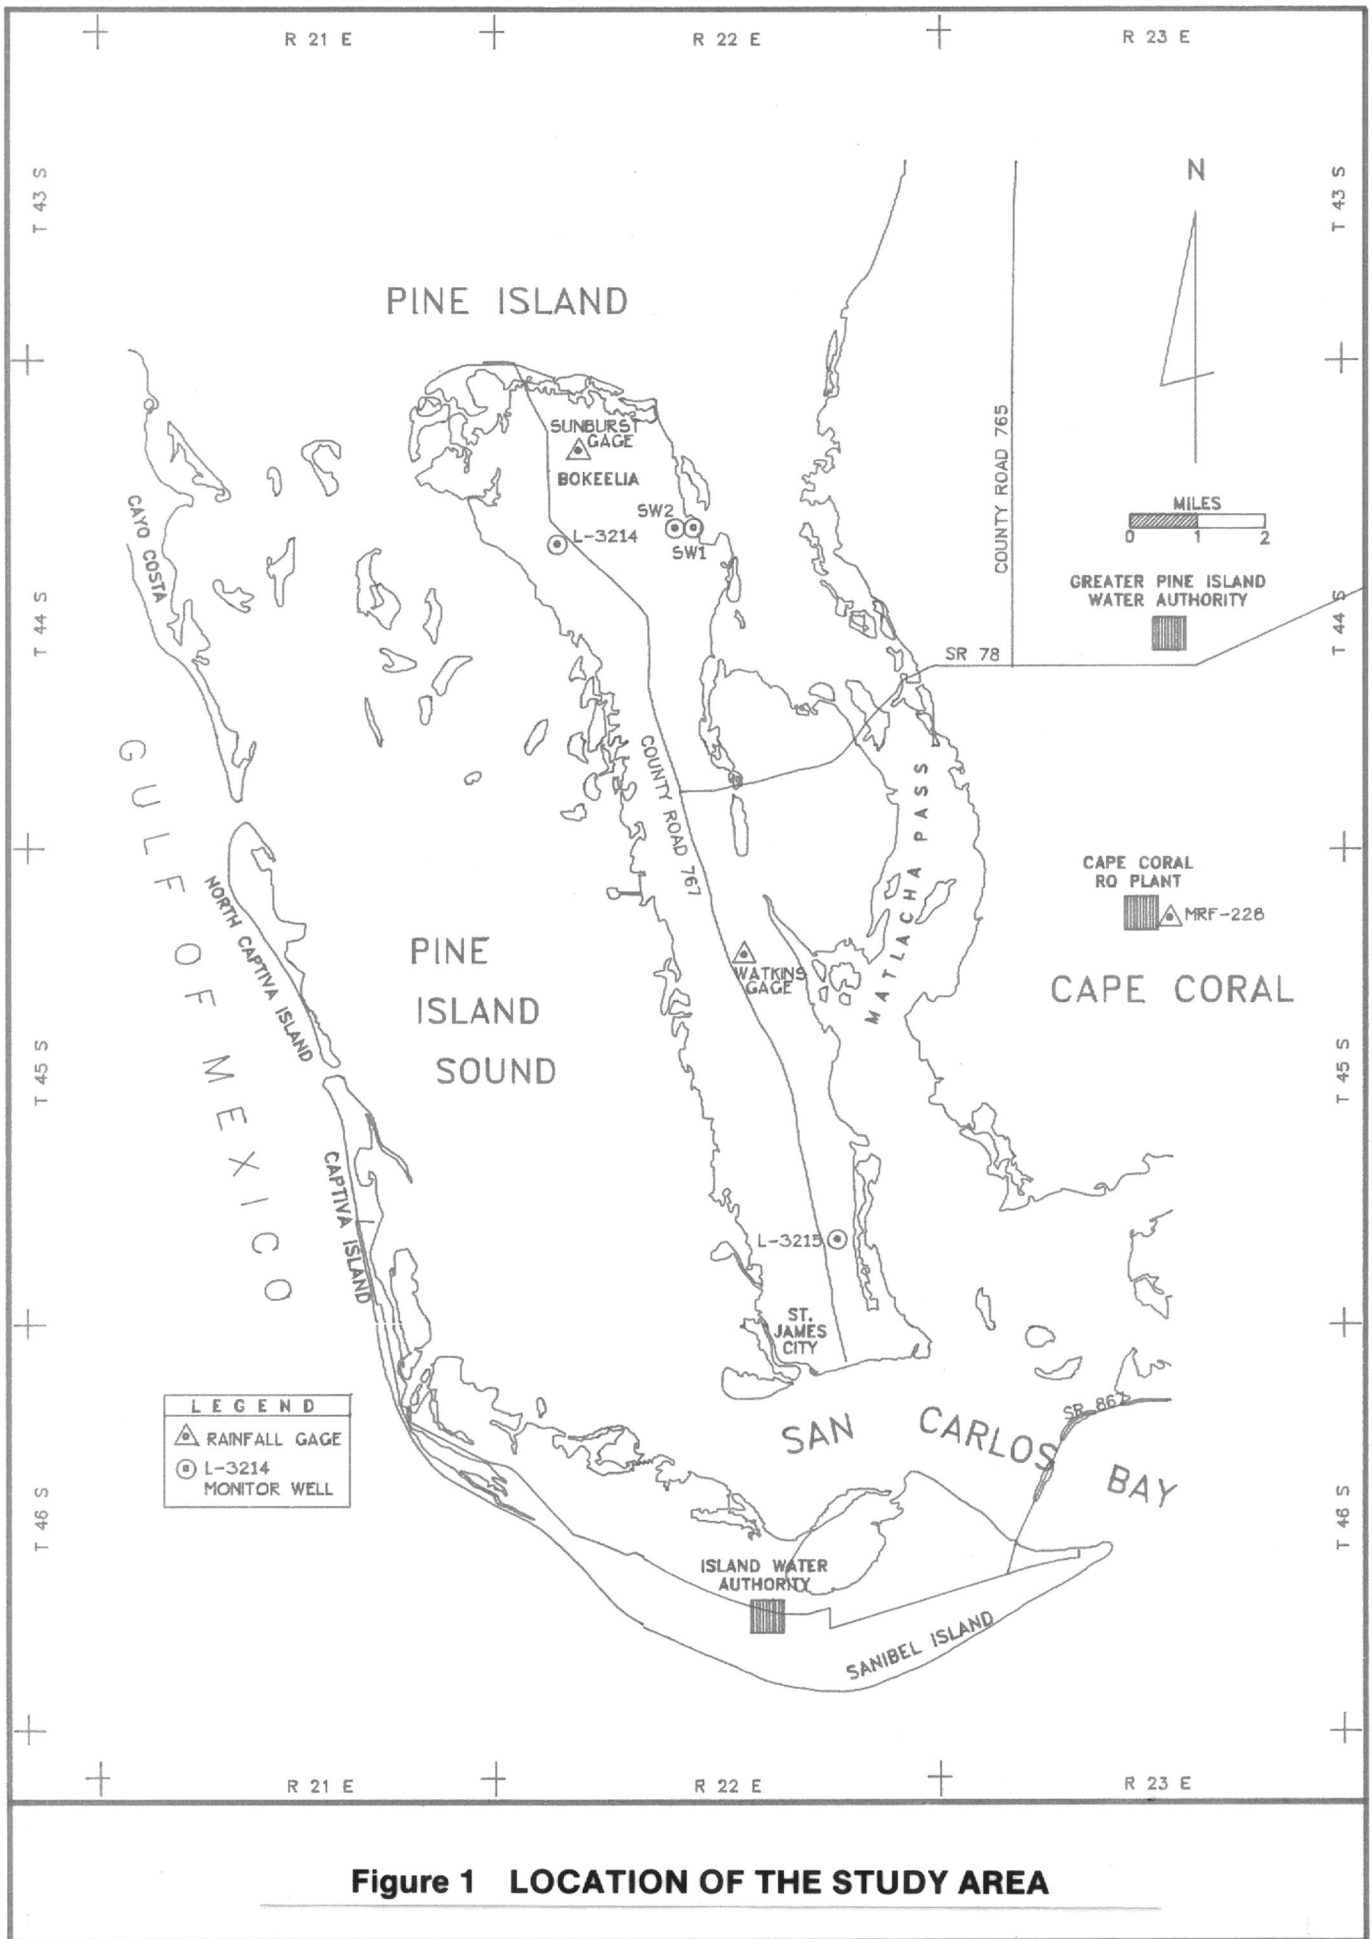 R 21 E
R 22 E
R 23 E
T 43 S
T 43 S
N
PINE ISLAND
COUNTY ROAD 765
SUNBURST
GAGE
BOKEELIA
SW2
SW1
L-3214
MILES
0 1 2
CAYO COSTA
GREATER PINE ISLAND
WATER AUTHORITY
T 44 S
T 44 S
SR 78
COUNTY ROAD 767
GULF OF MEXICO
MATLACHA PASS
CAPE CORAL
RO PLANT
MRF-228
NORTH CAPTIVA ISLAND
PINE
ISLAND
SOUND
WATKINS
GAGE
CAPE CORAL
T 45 S
T 45 S
CAPTIVA ISLAND
L-3215
ST.
JAMES
CITY
LEGEND
RAINFALL GAGE
L-3214
MONITOR WELL
SR 867
SAN CARLOS BAY
T 46 S
T 46 S
ISLAND WATER
AUTHORITY
SANIBEL ISLAND
R 21 E
R 22 E
R 23 E
Figure 1 LOCATION OF THE STUDY AREA